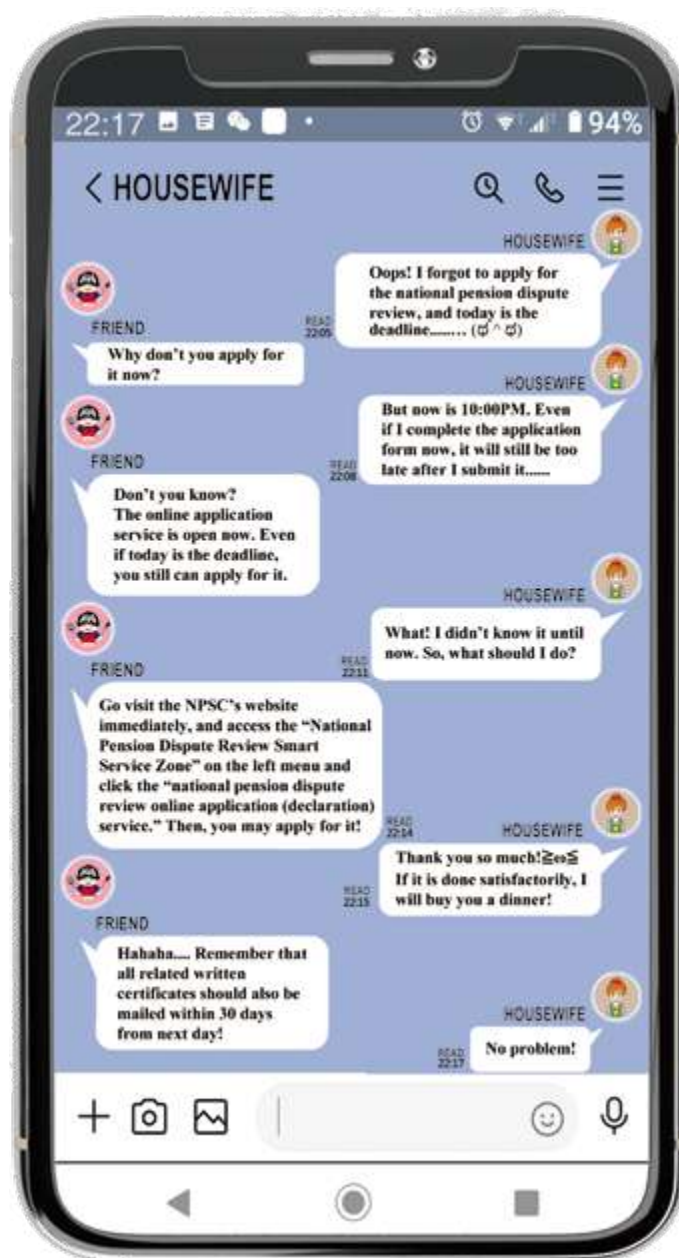 22:17
94%
HOUSEWIFE
HOUSEWIFE
Oops! I forgot to apply for
the national pension dispute
review, and today is the
deadline........ (ಥ^ಥ)
READ
22:05
FRIEND
Why don't you apply for
it now?
HOUSEWIFE
But now is 10:00PM. Even
if I complete the application
form now, it will still be too
late after I submit it......
READ
22:08
FRIEND
Don't you know?
The online application
service is open now. Even
if today is the deadline,
you still can apply for it.
HOUSEWIFE
What! I didn't know it until
now. So, what should I do?
READ
22:11
FRIEND
Go visit the NPSC's website
immediately, and access the “National
Pension Dispute Review Smart
Service Zone” on the left menu and
click the “national pension dispute
review online application (declaration)
service.” Then, you may apply for it!
READ
22:14
HOUSEWIFE
Thank you so much!≧ω≦
If it is done satisfactorily, I
will buy you a dinner!
READ
22:15
FRIEND
Hahaha.... Remember that
all related written
certificates should also be
mailed within 30 days
from next day!
HOUSEWIFE
No problem!
READ
22:17